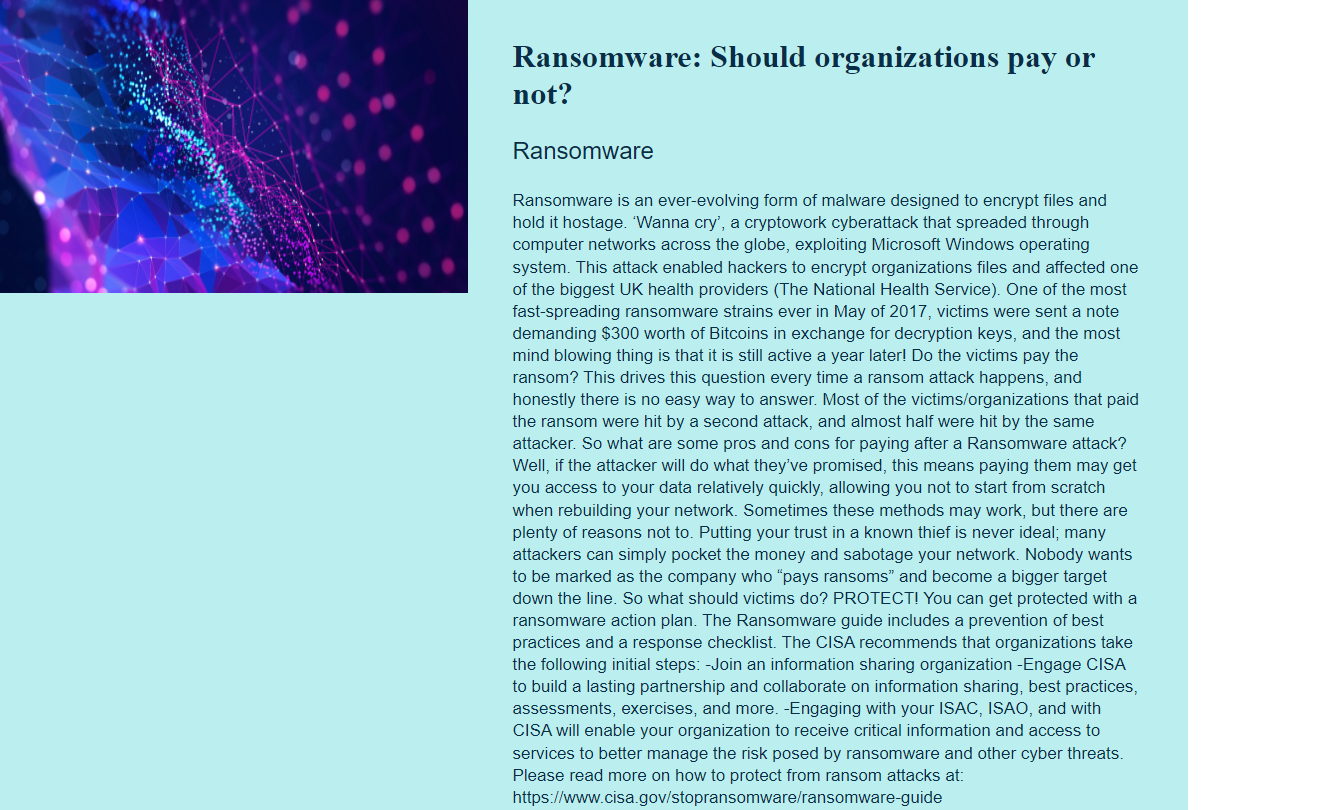 Ransomware: Should organizations pay or
not?
Ransomware
Ransomware is an ever-evolving form of malware designed to encrypt files and
hold it hostage. ‘Wanna cry’, a cryptowork cyberattack that spreaded through
computer networks across the globe, exploiting Microsoft Windows operating
system. This attack enabled hackers to encrypt organizations files and affected one
of the biggest UK health providers (The National Health Service). One of the most
fast-spreading ransomware strains ever in May of 2017, victims were sent a note
demanding $300 worth of Bitcoins in exchange for decryption keys, and the most
mind blowing thing is that it is still active a year later! Do the victims pay the
ransom? This drives this question every time a ransom attack happens, and
honestly there is no easy way to answer. Most of the victims/organizations that paid
the ransom were hit by a second attack, and almost half were hit by the same
attacker. So what are some pros and cons for paying after a Ransomware attack?
Well, if the attacker will do what they’ve promised, this means paying them may get
you access to your data relatively quickly, allowing you not to start from scratch
when rebuilding your network. Sometimes these methods may work, but there are
plenty of reasons not to. Putting your trust in a known thief is never ideal; many
attackers can simply pocket the money and sabotage your network. Nobody wants
to be marked as the company who “pays ransoms” and become a bigger target
down the line. So what should victims do? PROTECT! You can get protected with a
ransomware action plan. The Ransomware guide includes a prevention of best
practices and a response checklist. The CISA recommends that organizations take
the following initial steps: -Join an information sharing organization -Engage CISA
to build a lasting partnership and collaborate on information sharing, best practices,
assessments, exercises, and more. -Engaging with your ISAC, ISAO, and with
CISA will enable your organization to receive critical information and access to
services to better manage the risk posed by ransomware and other cyber threats.
Please read more on how to protect from ransom attacks at:
https://www.cisa.gov/stopransomware/ransomware-guide